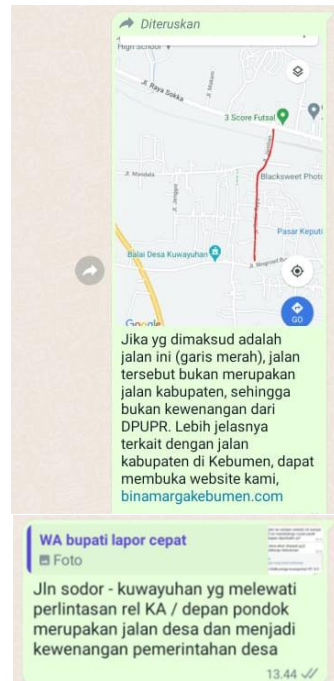 Diteruskan
High School
Jl. Raya Sokka
3 Score Futsal
Blacksweet Phot
Jl. Mandala
Pasar Keputi
Balai Desa Kuwayuhan
GO
Google
Jika yg dimaksud adalah
jalan ini (garis merah), jalan
tersebut bukan merupakan
jalan kabupaten, sehingga
bukan kewenangan dari
DPUPR. Lebih jelasnya
terkait dengan jalan
kabupaten di Kebumen, dapat
membuka website kami,
binamargakebumen.com
WA bupati lapor cepat
Foto
Jln sodor - kuwayuhan yg melewati
perlintasan rel KA / depan pondok
merupakan jalan desa dan menjadi
kewenangan pemerintahan desa
13.44